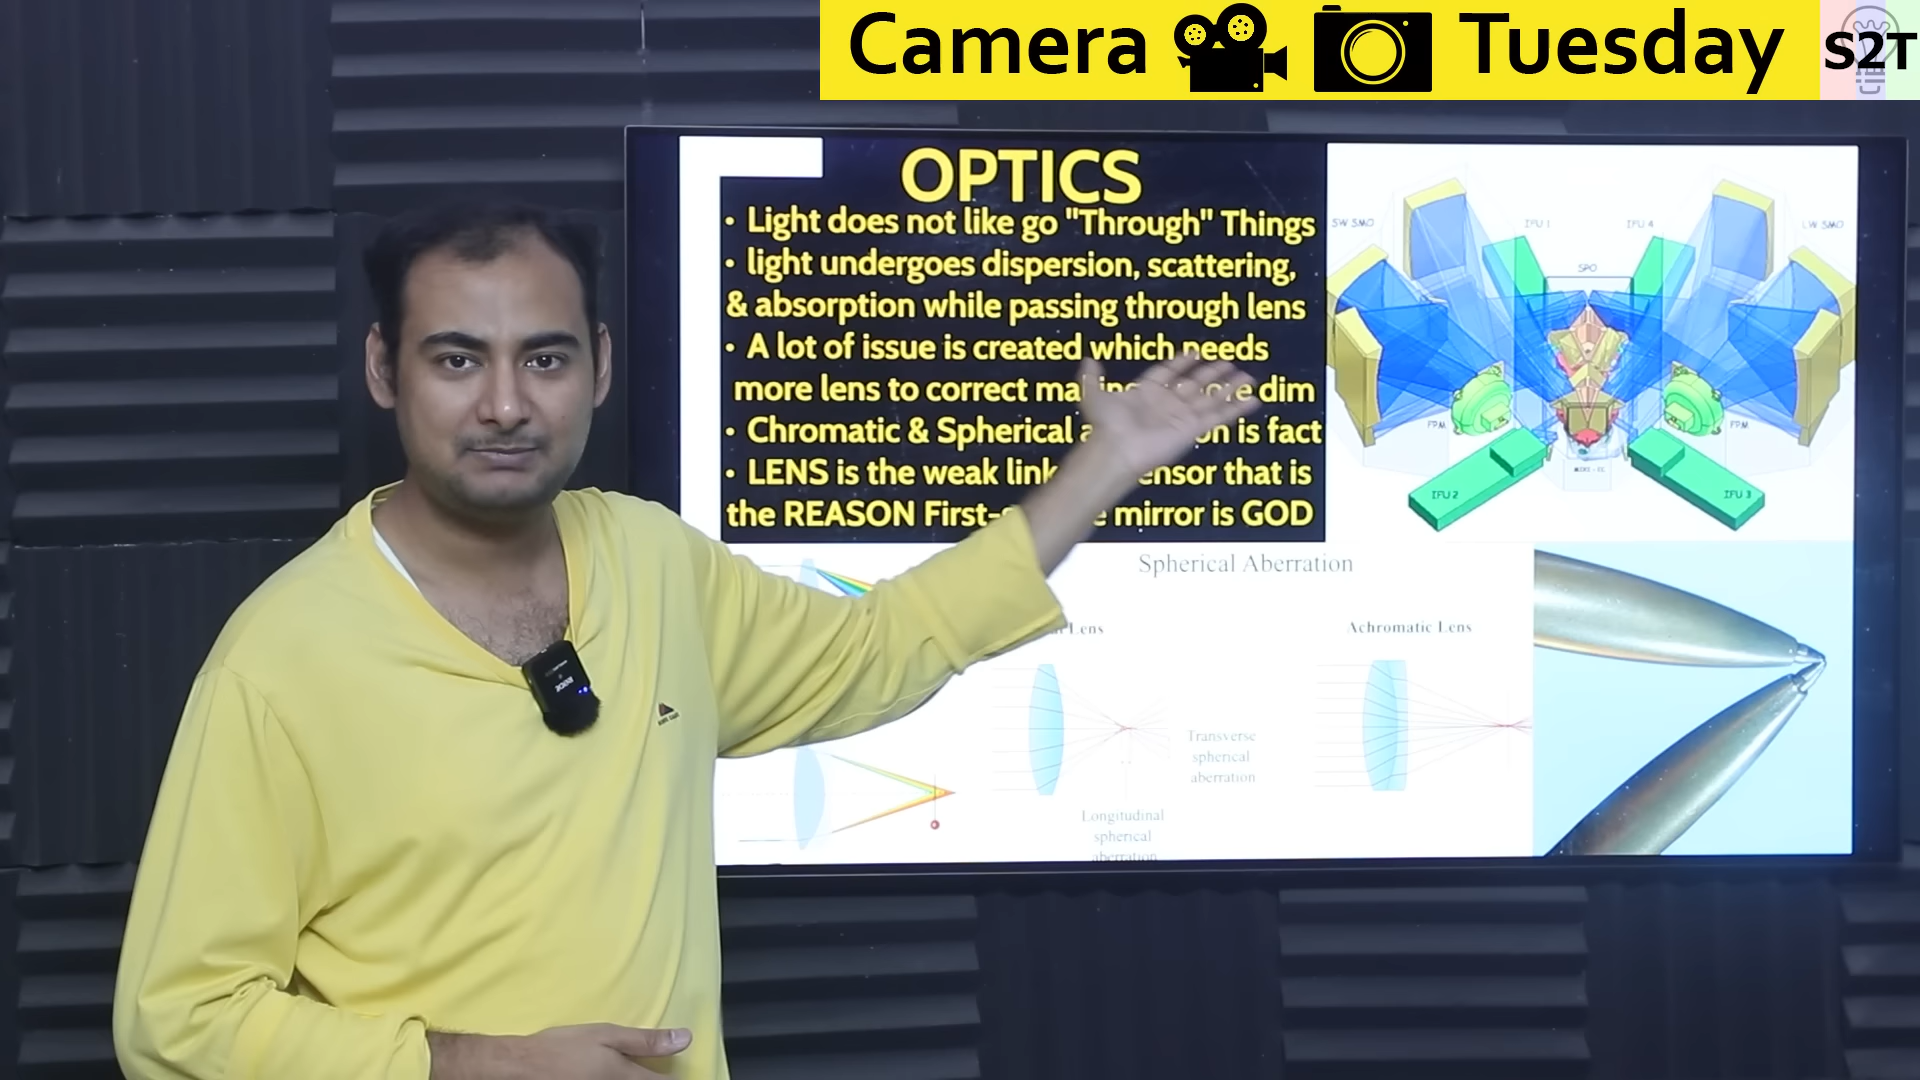 Camera Tuesday
S2T
OPTICS
• Light does not like go "Through" Things
• light undergoes dispersion, scattering,
& absorption while passing through lens
• A lot of issue is created which needs
more lens to correct dim
• Chromatic & Spherical is fact
• LENS is the weak link that is
the REASON mirror is GOD
SW SMO
IFU 1
IFU 4
LW SMO
SPO
FPM
FPM
IFU 2
IFU 3
Spherical Aberration
Lens
Achromatic Lens
Transverse
spherical
aberration
Longitudinal
spherical
aberration